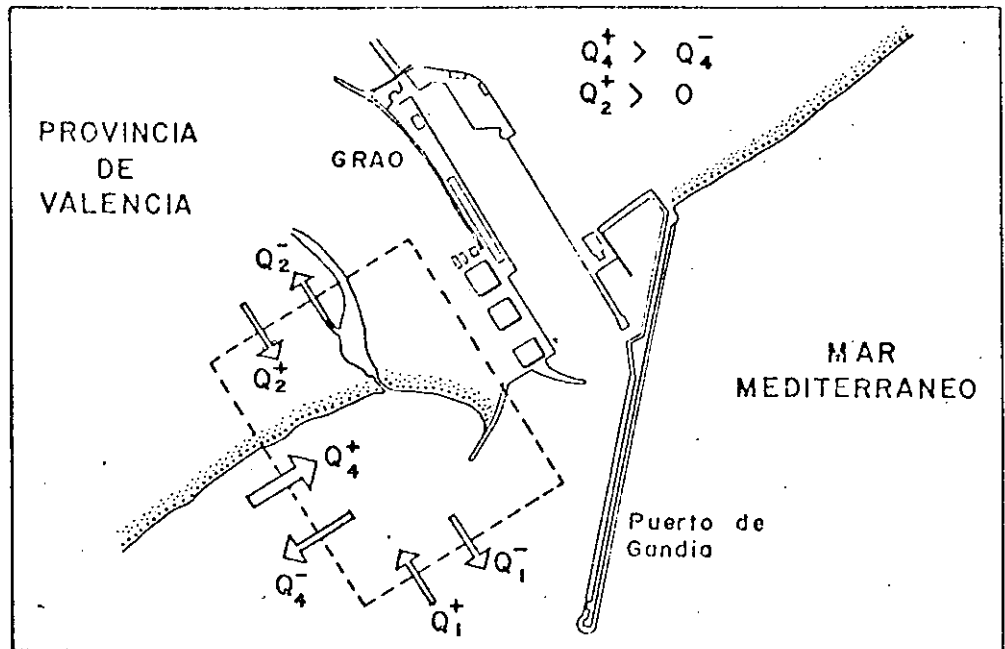 Q₄⁺ > Q₄⁻
Q₂⁺ > 0
PROVINCIA
DE
VALENCIA
GRAO
Q₂⁻
Q₂⁺
MAR
MEDITERRANEO
Q₄⁺
Puerto de
Gandia
Q₁⁻
Q₄⁻
Q₁⁺